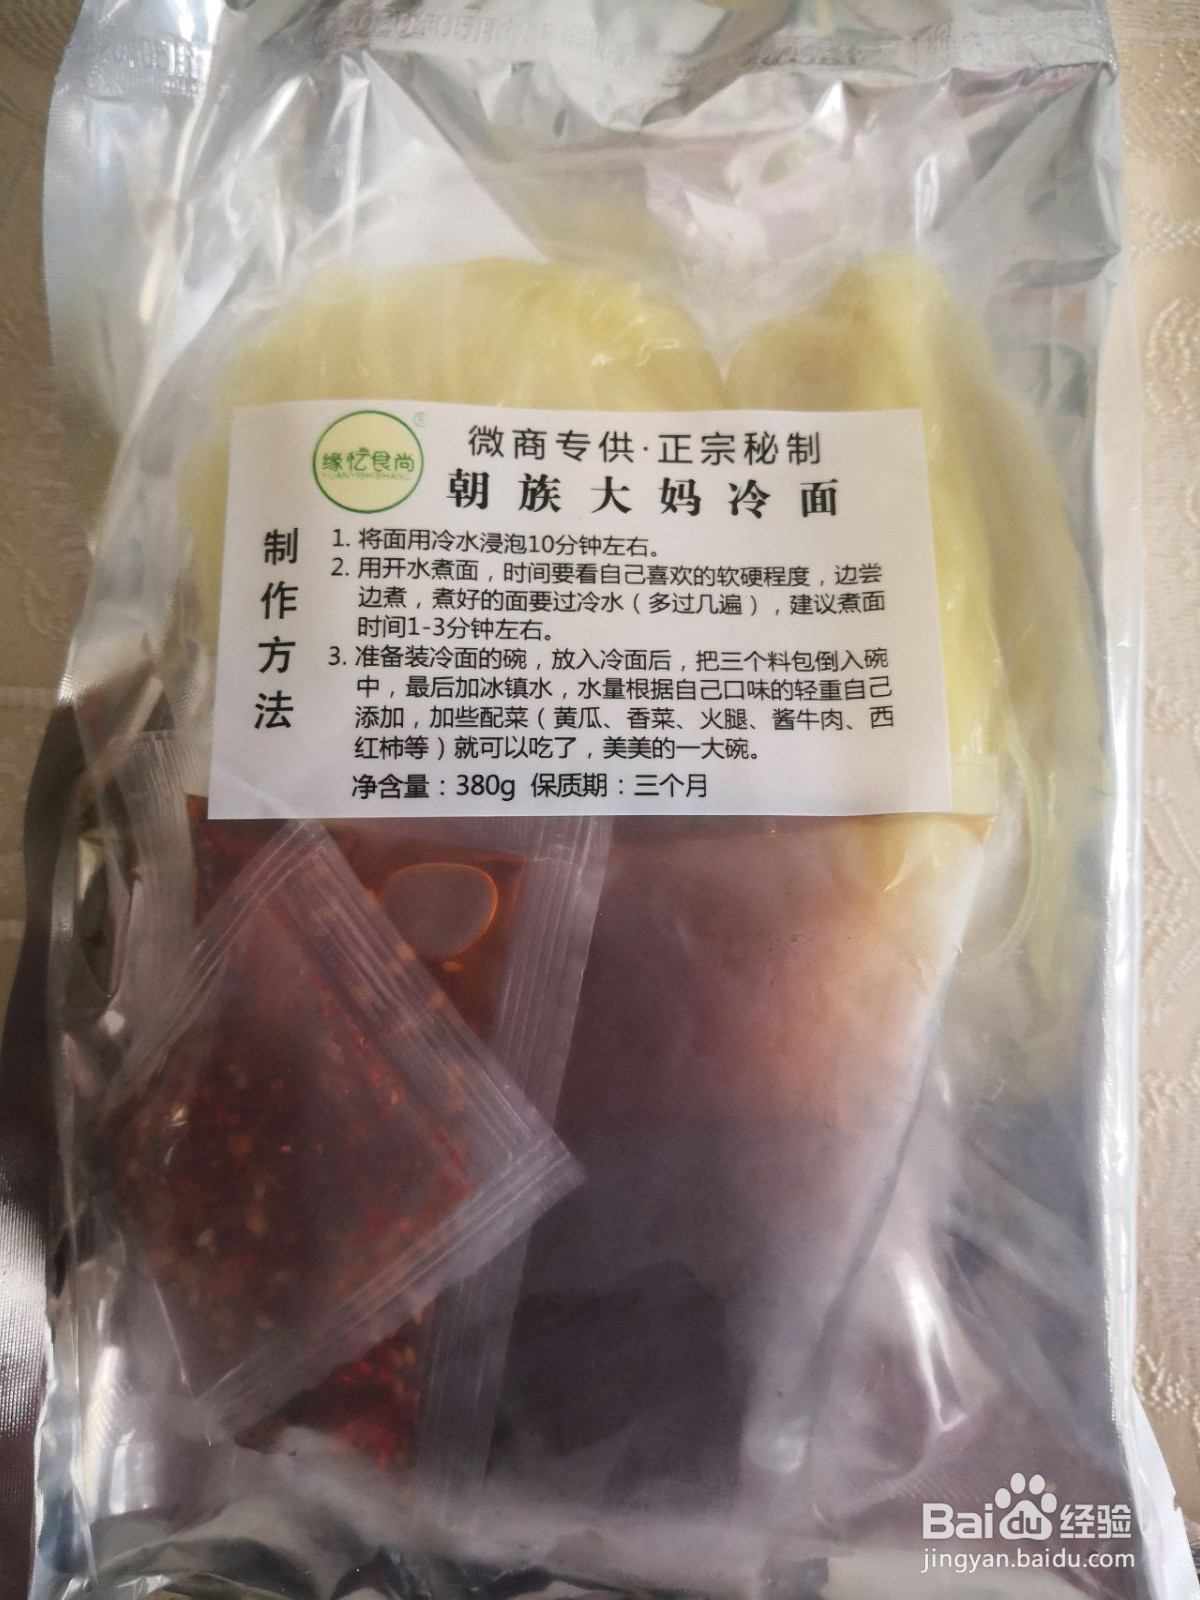 缘忆食尚
YUANYISHISHANG
微商专供·正宗秘制
朝族大妈冷面
制作方法
1. 将面用冷水浸泡10分钟左右。
2. 用开水煮面，时间要看自己喜欢的软硬程度，边尝
边煮，煮好的面要过冷水（多过几遍），建议煮面
时间1-3分钟左右。
3. 准备装冷面的碗，放入冷面后，把三个料包倒入碗
中，最后加冰镇水，水量根据自己口味的轻重自己
添加，加些配菜（黄瓜、香菜、火腿、酱牛肉、西
红柿等）就可以吃了，美美的一大碗。
净含量：380g 保质期：三个月
Bai du 经验
jingyan.baidu.com